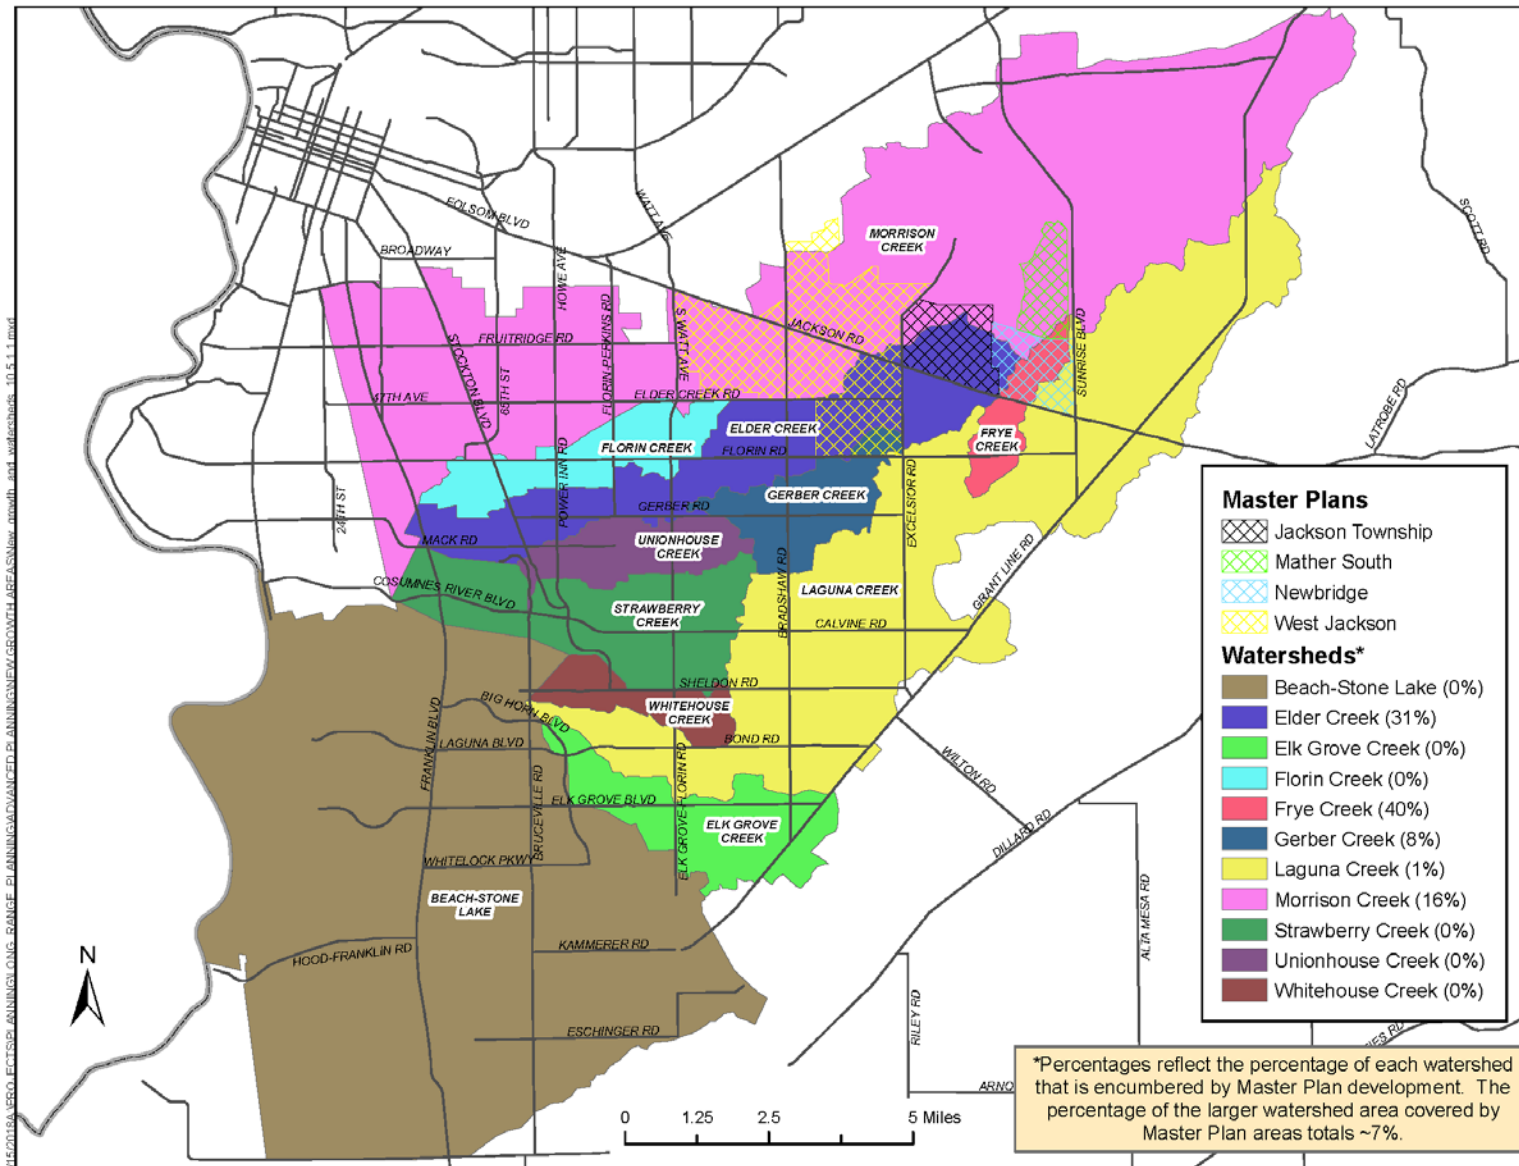 FOLSOM BLVD
WATT AVE
BROADWAY
HOWE AVE
MORRISON
CREEK
SCOTT RD
FLORIN-PERKINS RD
S WATT AVE
JACKSON RD
FRUITRIDGE RD
STOCKTON BLVD
65TH ST
SUNRISE BLVD
47TH AVE
ELDER CREEK RD
LATROBE RD
ELDER CREEK
FLORIN CREEK
FLORIN RD
FRYE
CREEK
POWER INN RD
24TH ST
GERBER CREEK
GERBER RD
EXCELSIOR RD
MACK RD
UNIONHOUSE
CREEK
GRANT LINE RD
COSUMNES RIVER BLVD
BRADSHAW RD
LAGUNA CREEK
STRAWBERRY
CREEK
CALVINE RD
SHELDON RD
BIG HORN BLVD
WHITEHOUSE
CREEK
FRANKLIN BLVD
LAGUNA BLVD
BOND RD
WILTON RD
BRUCEVILLE RD
ELK GROVE-FLORIN RD
ELK GROVE BLVD
ELK GROVE
CREEK
DILLARD RD
WHITELOCK PKWY
BEACH-STONE
LAKE
ALTA MESA RD
HOOD-FRANKLIN RD
KAMMERER RD
RILEY RD
ESCHINGER RD
ARNO
IES RD
N
0 1.25 2.5 5 Miles
Master Plans
Jackson Township
Mather South
Newbridge
West Jackson
Watersheds*
Beach-Stone Lake (0%)
Elder Creek (31%)
Elk Grove Creek (0%)
Florin Creek (0%)
Frye Creek (40%)
Gerber Creek (8%)
Laguna Creek (1%)
Morrison Creek (16%)
Strawberry Creek (0%)
Unionhouse Creek (0%)
Whitehouse Creek (0%)
*Percentages reflect the percentage of each watershed
that is encumbered by Master Plan development. The
percentage of the larger watershed area covered by
Master Plan areas totals ~7%.